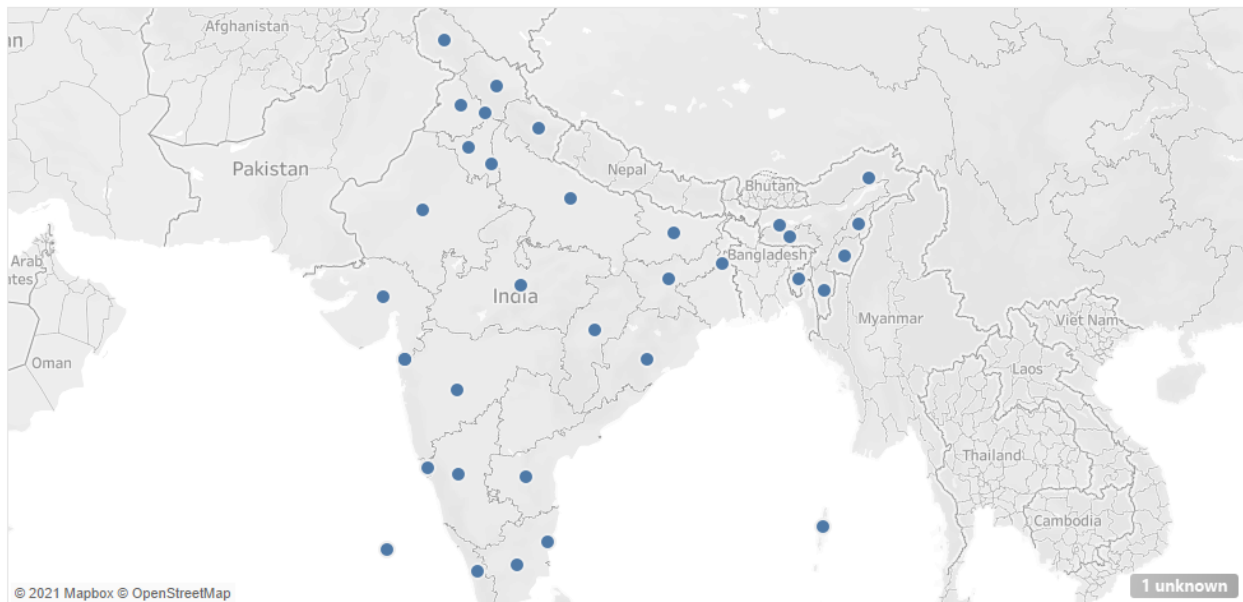 Afghanistan
an
Pakistan
Nepal
Bhutan
Arab
ates
Bangladesh
India
Myanmar
Viet Nam
Oman
Laos
Thailand
Cambodia
© 2021 Mapbox © OpenStreetMap
1 unknown